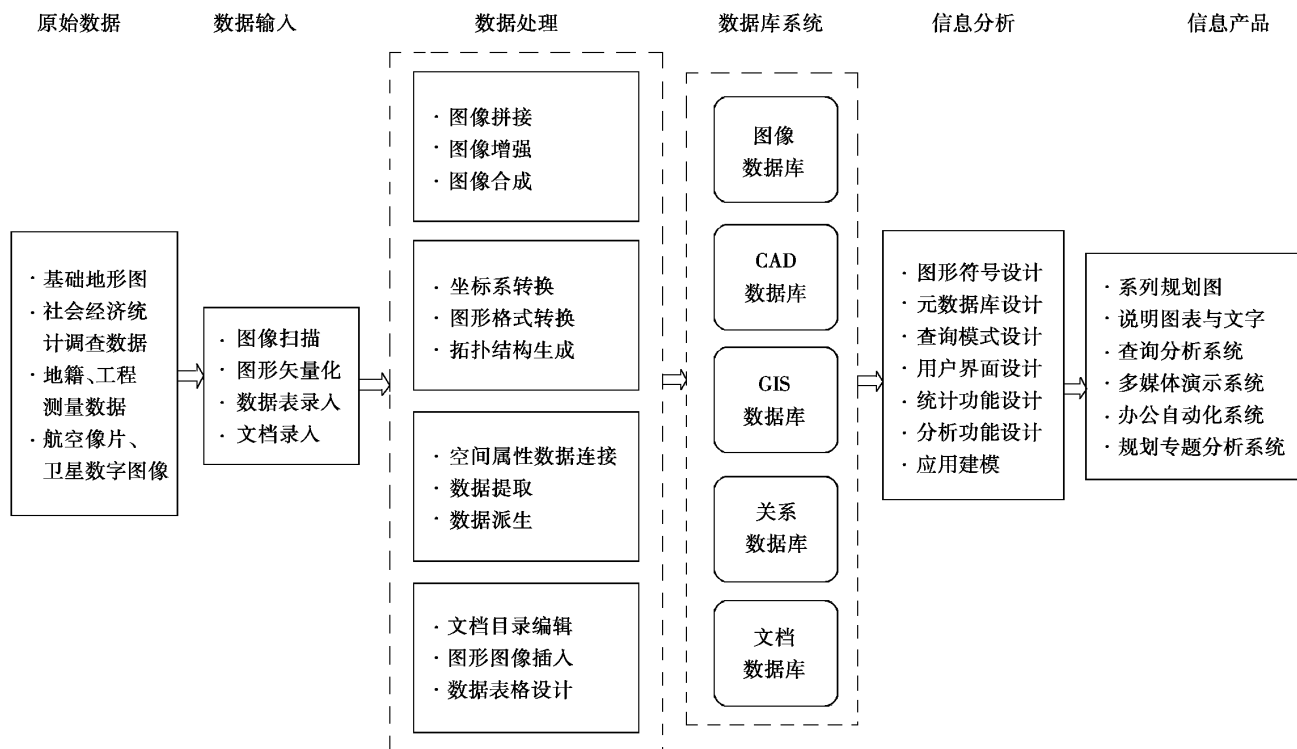 原始数据
数据输入
数据处理
数据库系统
信息分析
信息产品
· 基础地形图
· 社会经济统
计调查数据
· 地籍、工程
测量数据
· 航空像片、
卫星数字图像
· 图像扫描
· 图形矢量化
· 数据表录入
· 文档录入
· 图像拼接
· 图像增强
· 图像合成
· 坐标系转换
· 图形格式转换
· 拓扑结构生成
· 空间属性数据连接
· 数据提取
· 数据派生
· 文档目录编辑
· 图形图像插入
· 数据表格设计
图像
数据库
CAD
数据库
GIS
数据库
关系
数据库
文档
数据库
· 图形符号设计
· 元数据库设计
· 查询模式设计
· 用户界面设计
· 统计功能设计
· 分析功能设计
· 应用建模
· 系列规划图
· 说明图表与文字
· 查询分析系统
· 多媒体演示系统
· 办公自动化系统
· 规划专题分析系统